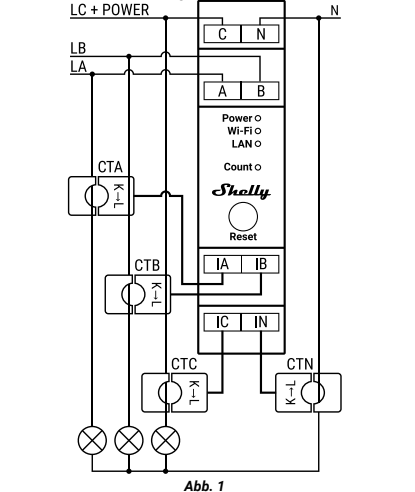 LC + POWER
N
C N
LB
LA
A B
Power
Wi-Fi
LAN
Count
CTA
K→L
Shelly
Reset
CTB
K→L
IA IB
IC IN
CTC
K→L
CTN
K→L
Abb. 1